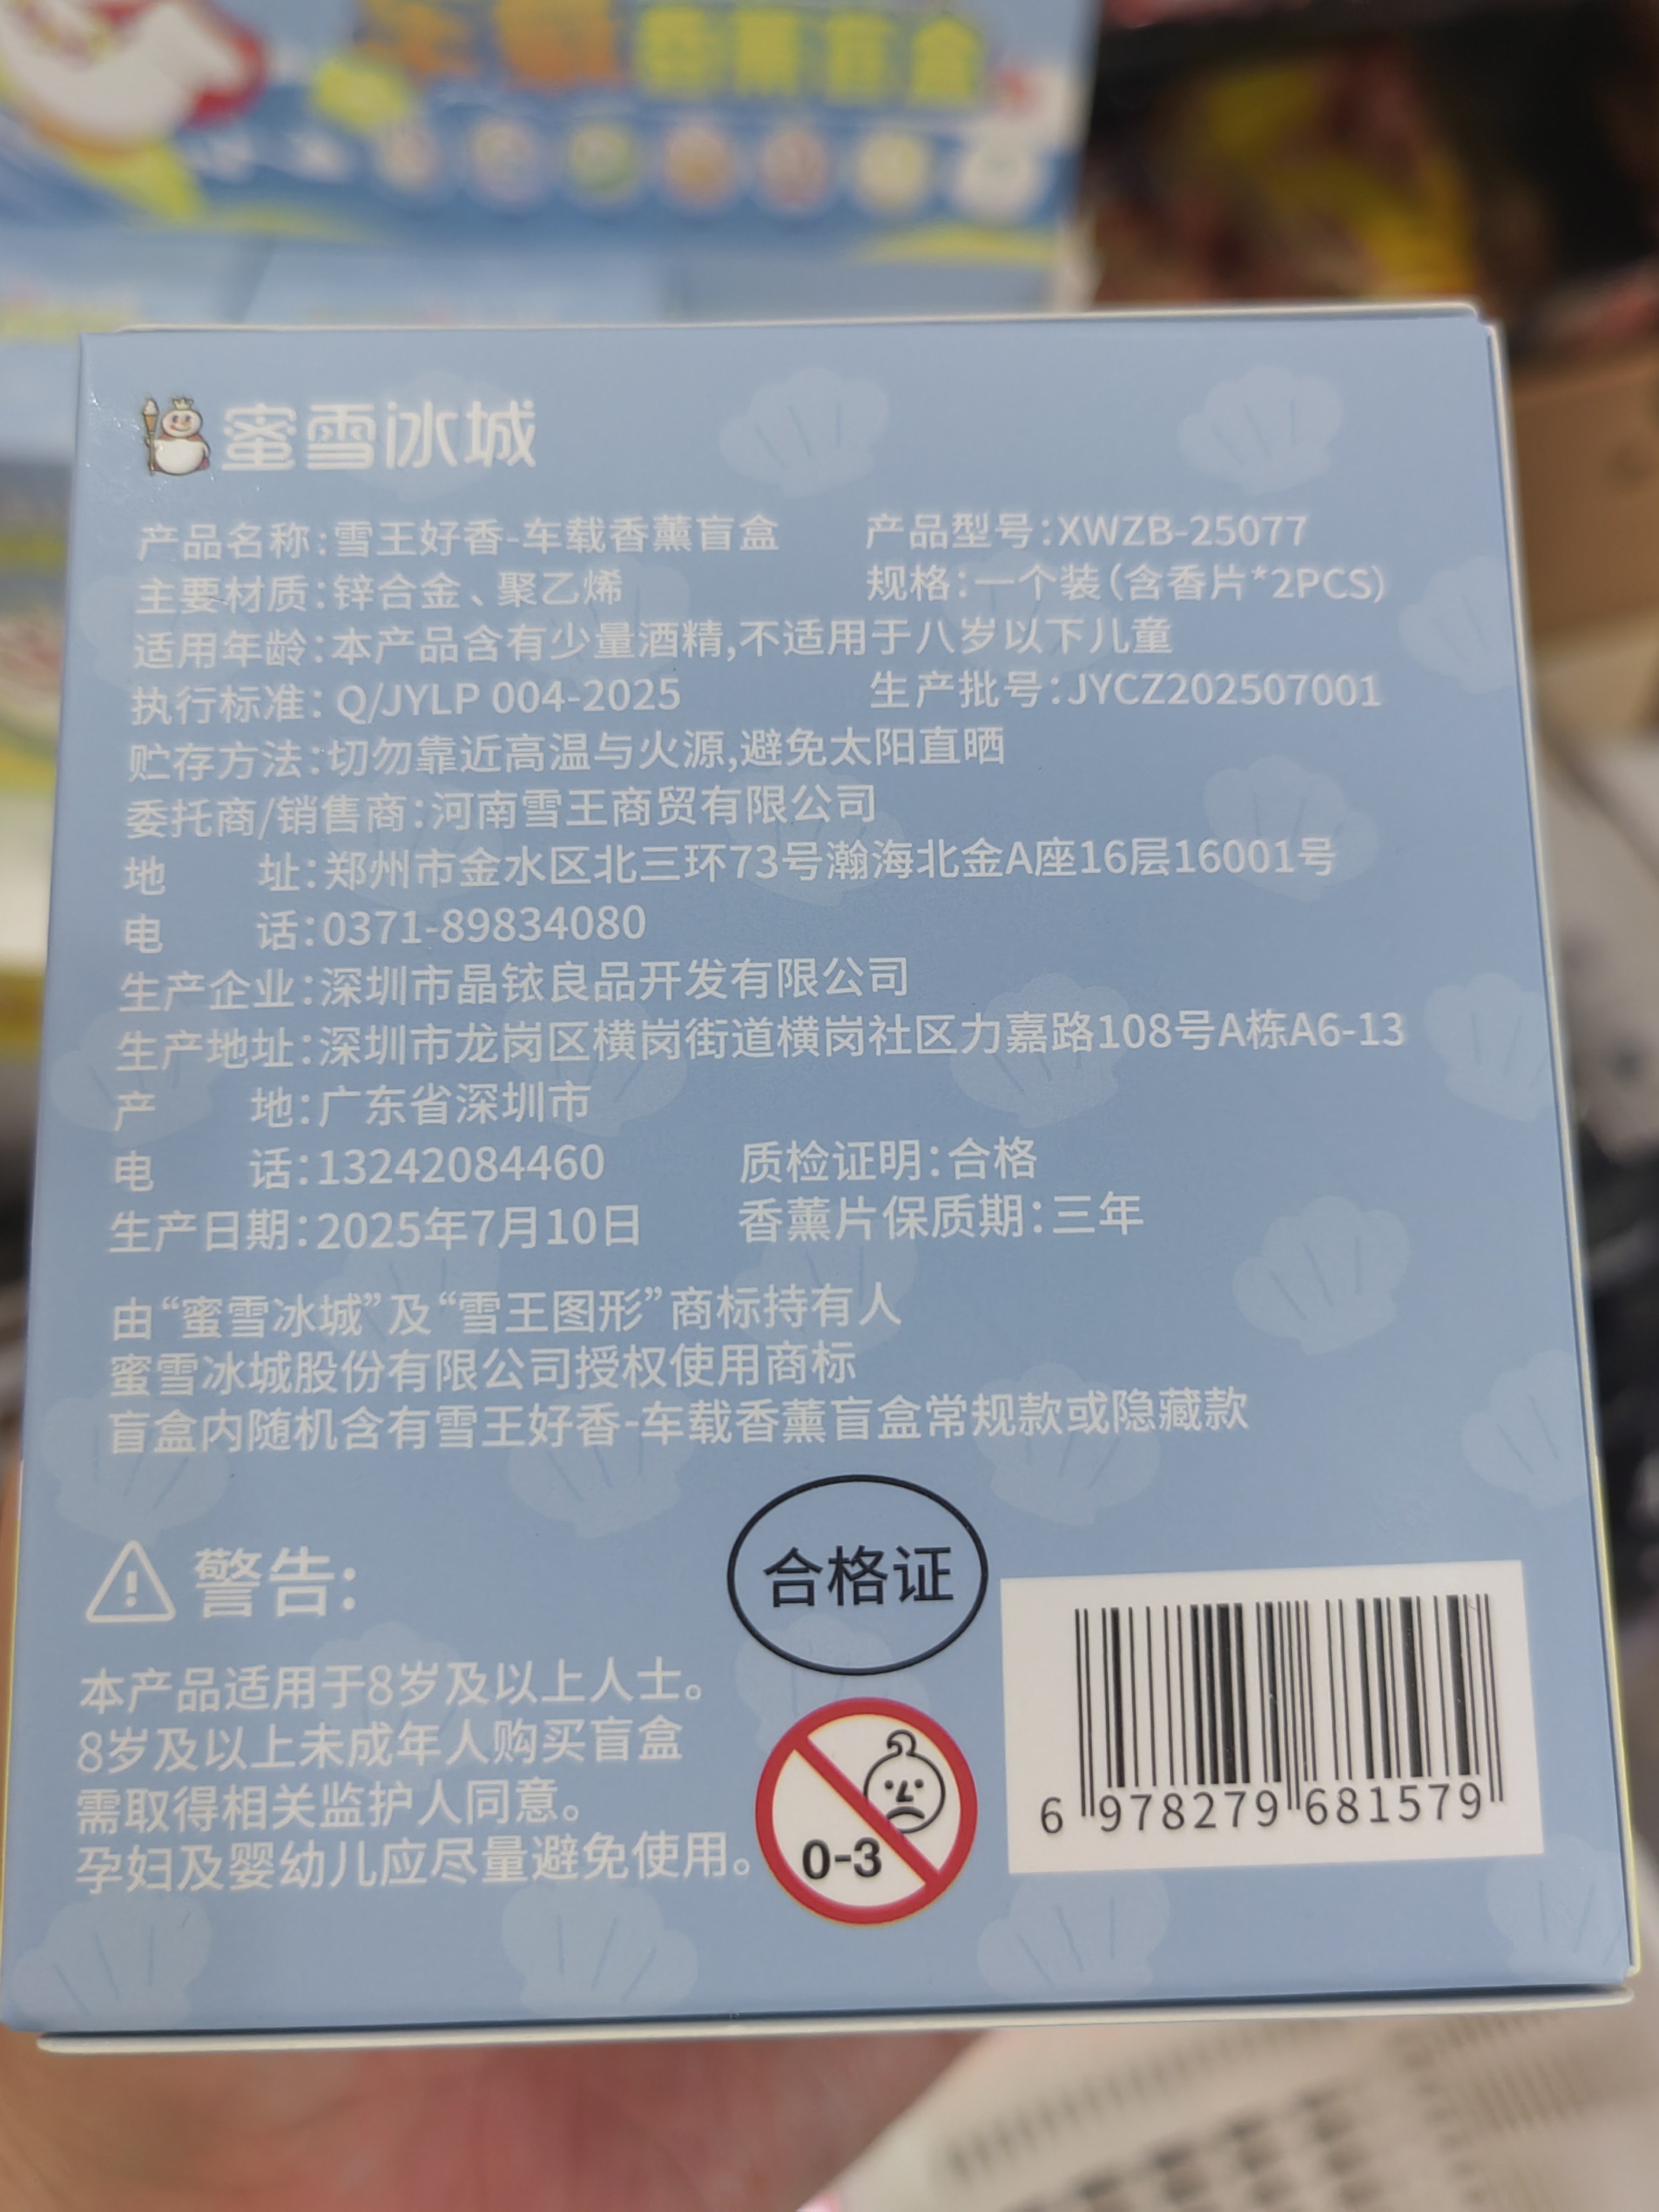 香薰盲盒
蜜雪冰城
产品名称:雪王好香-车载香薰盲盒 产品型号:XWZB-25077
主要材质:锌合金、聚乙烯 规格:一个装(含香片*2PCS)
适用年龄:本产品含有少量酒精,不适用于八岁以下儿童
执行标准: Q/JYLP 004-2025 生产批号:JYCZ202507001
贮存方法:切勿靠近高温与火源,避免太阳直晒
委托商/销售商:河南雪王商贸有限公司
地 址:郑州市金水区北三环73号瀚海北金A座16层16001号
电 话:0371-89834080
生产企业:深圳市晶铱良品开发有限公司
生产地址:深圳市龙岗区横岗街道横岗社区力嘉路108号A栋A6-13
产 地:广东省深圳市
电 话:13242084460 质检证明:合格
生产日期:2025年7月10日 香薰片保质期:三年
由“蜜雪冰城”及“雪王图形”商标持有人
蜜雪冰城股份有限公司授权使用商标
盲盒内随机含有雪王好香-车载香薰盲盒常规款或隐藏款
警告:
合格证
本产品适用于8岁及以上人士。
8岁及以上未成年人购买盲盒
需取得相关监护人同意。
孕妇及婴幼儿应尽量避免使用。
0-3
6 978279 681579